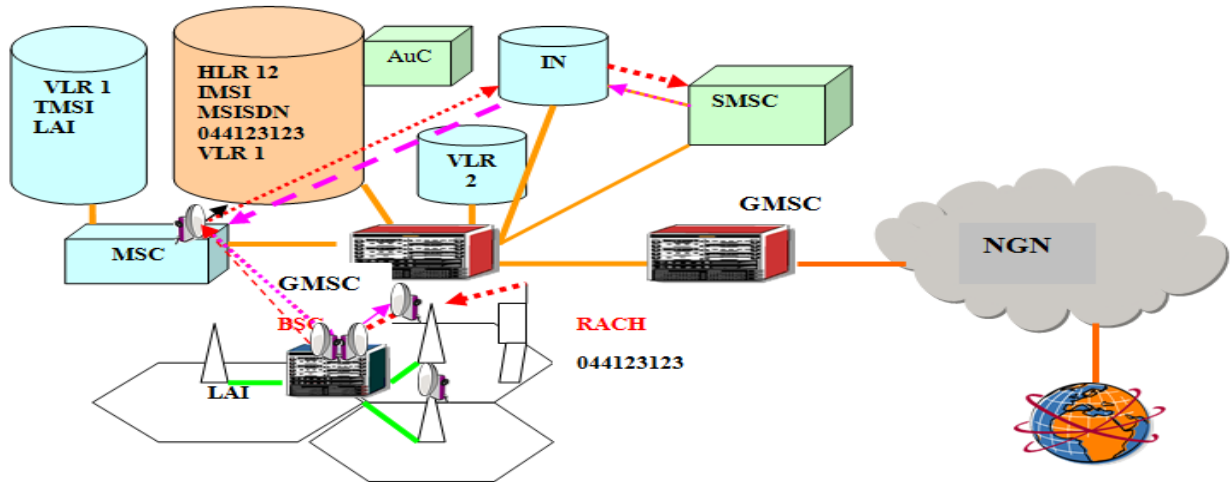 VLR 1
TMSI
LAI
HLR 12
IMSI
MSISDN
044123123
VLR 1
AuC
IN
SMSC
VLR
2
GMSC
MSC
NGN
GMSC
BSC
RACH
044123123
LAI